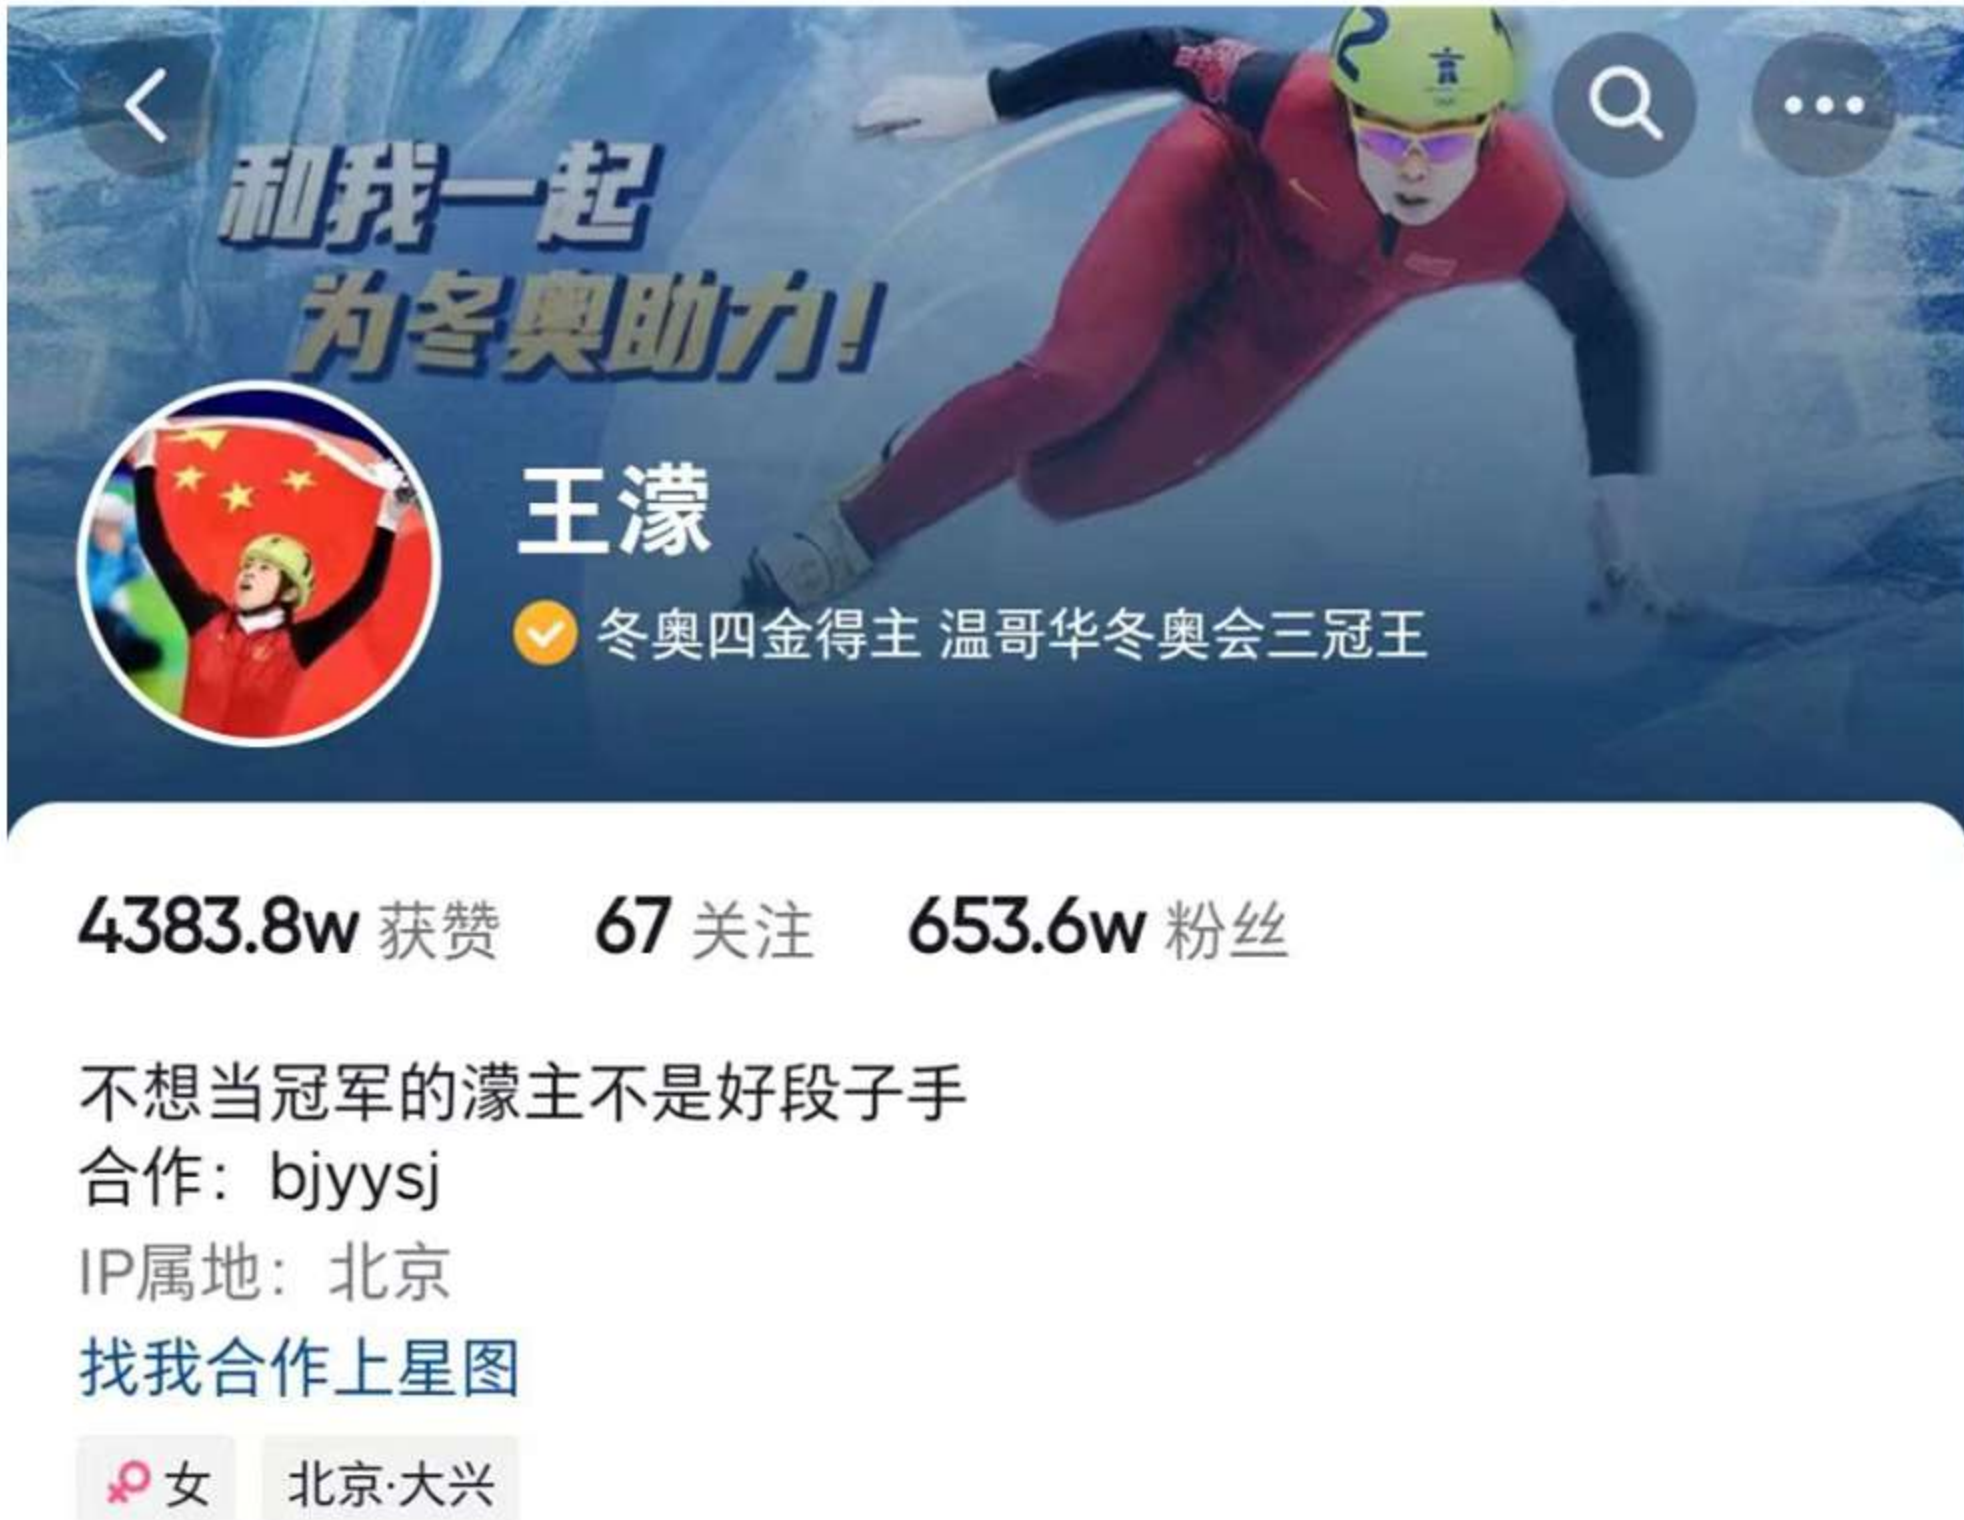 和我一起
为冬奥助力!
王濛
冬奥四金得主 温哥华冬奥会三冠王
4383.8w 获赞 67 关注 653.6w 粉丝
不想当冠军的濛主不是好段子手
合作：bjyysj
IP属地：北京
找我合作上星图
女 北京·大兴